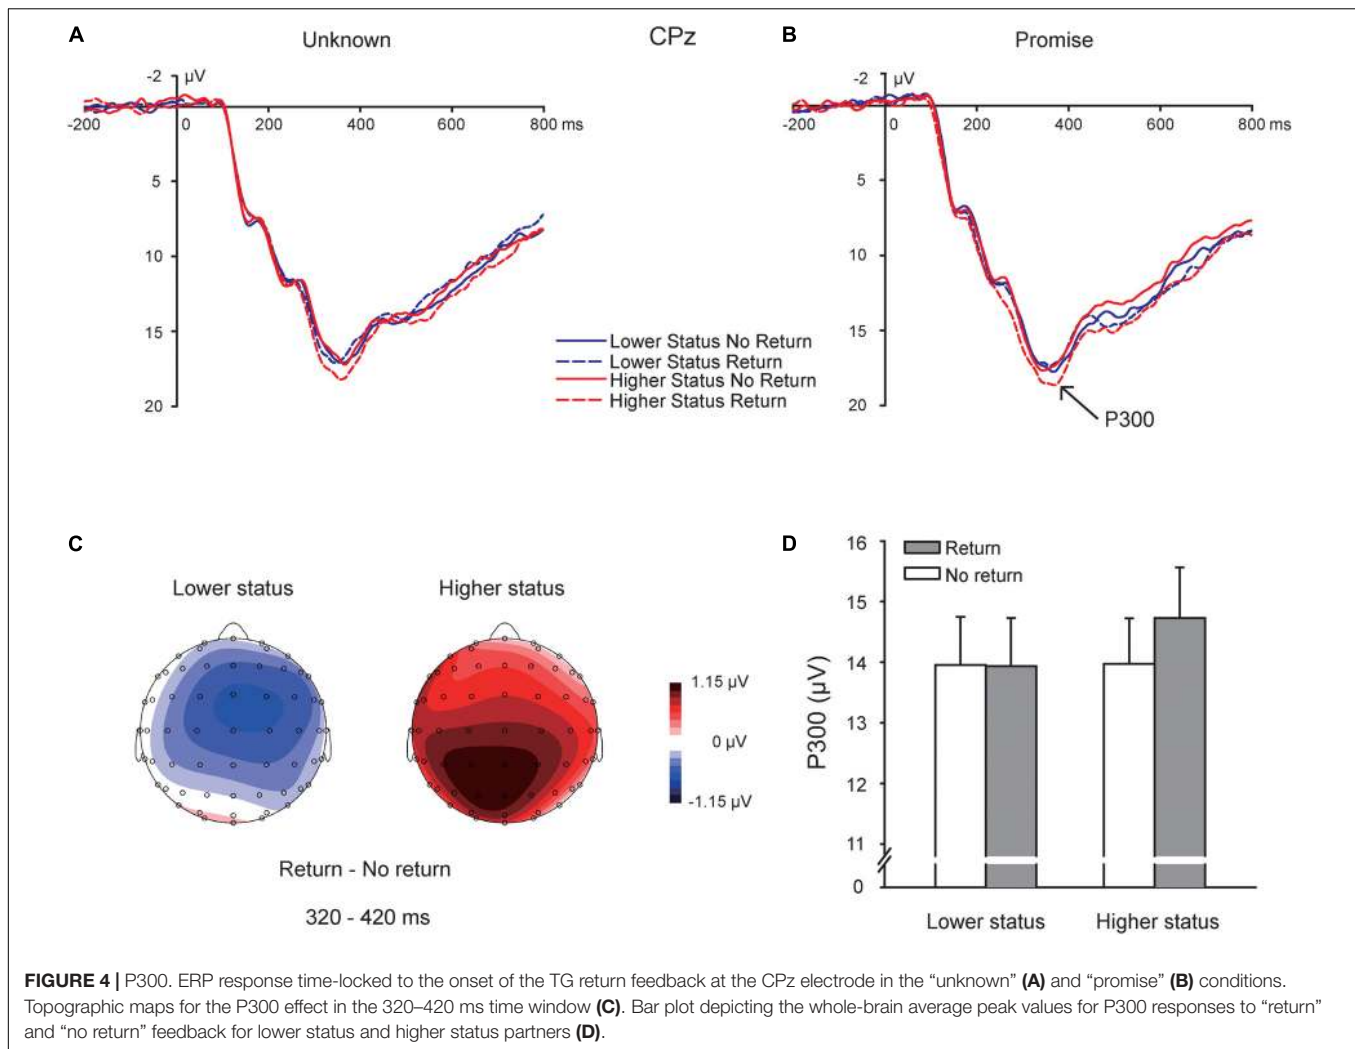 A
Unknown
CPz
B
Promise
-2 µV
-200 0 200 400 600 800 ms
5
10
15
20
-2 µV
-200 0 200 400 600 800 ms
5
10
15
20
P300
Lower Status No Return
Lower Status Return
Higher Status No Return
Higher Status Return
C
Lower status
Higher status
1.15 µV
0 µV
-1.15 µV
Return - No return
320 - 420 ms
D
Return
No return
P300 (µV)
16
15
14
13
12
11
0
Lower status
Higher status
FIGURE 4 | P300. ERP response time-locked to the onset of the TG return feedback at the CPz electrode in the “unknown” (A) and “promise” (B) conditions.
Topographic maps for the P300 effect in the 320–420 ms time window (C). Bar plot depicting the whole-brain average peak values for P300 responses to “return”
and “no return” feedback for lower status and higher status partners (D).